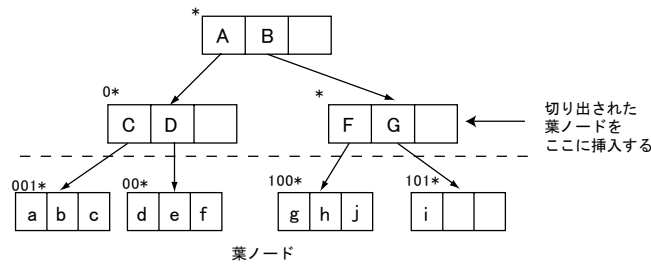 *
A B
0*
*
C D
F G
切り出された
葉ノードを
ここに挿入する
001*
00*
100*
101*
a b c
d e f
g h j
i
葉ノード